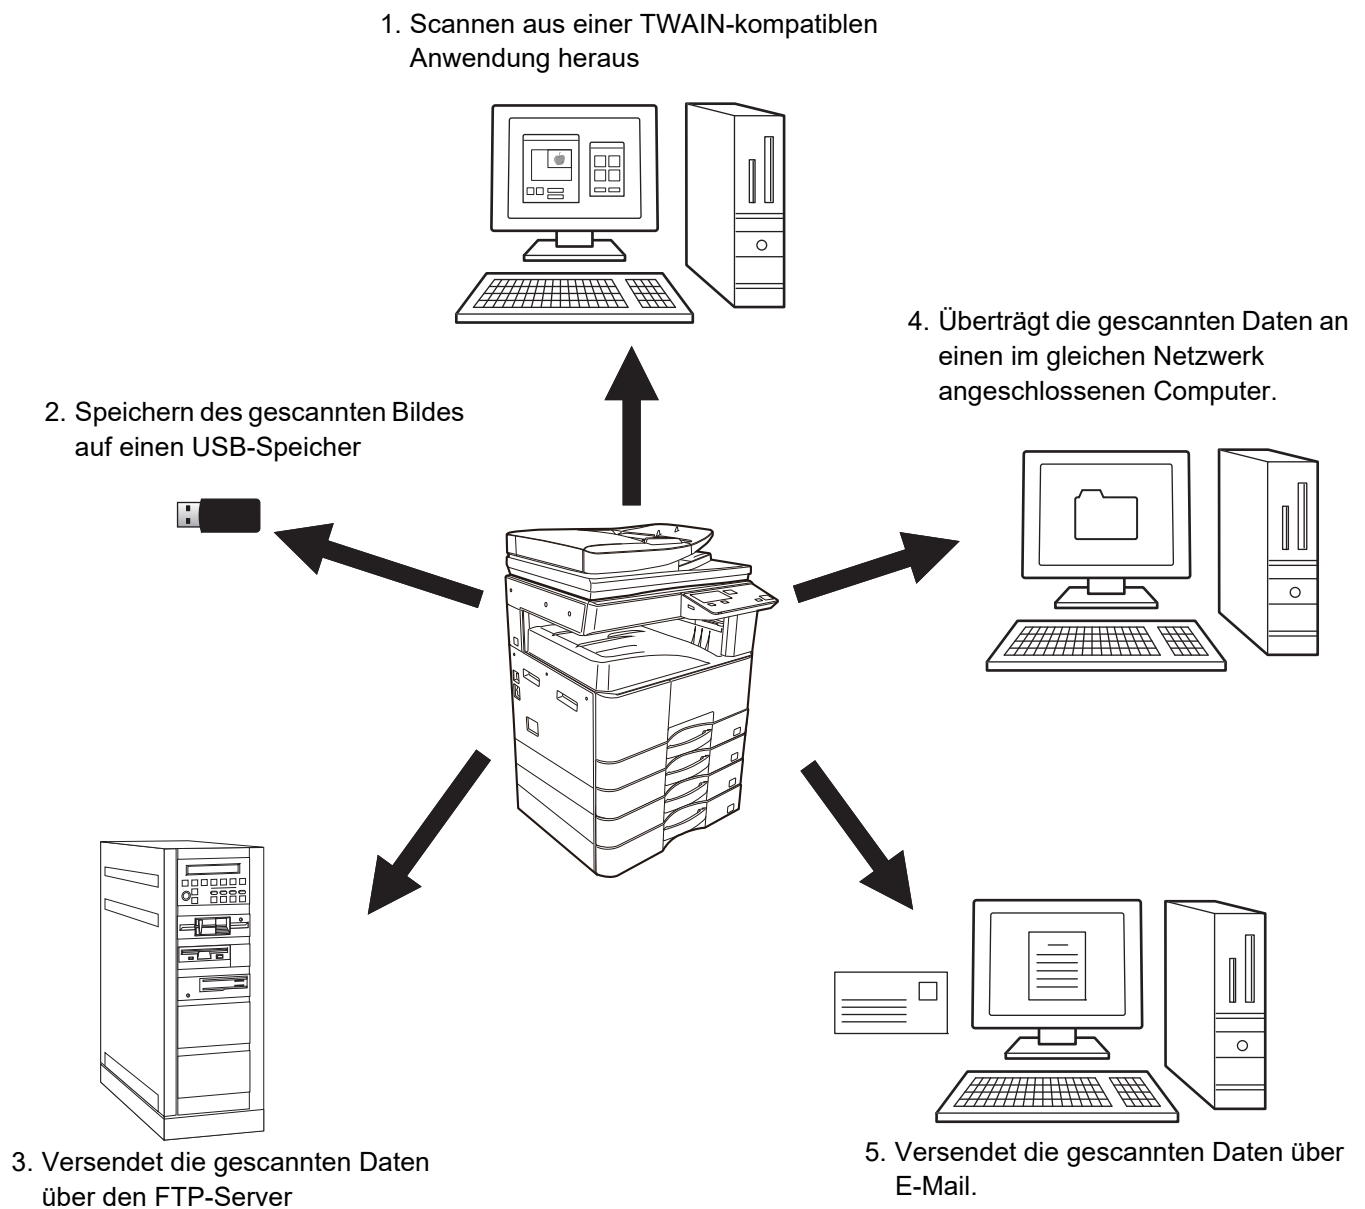 1. Scannen aus einer TWAIN-kompatiblen
Anwendung heraus
2. Speichern des gescannten Bildes
auf einen USB-Speicher
3. Versendet die gescannten Daten
über den FTP-Server
4. Überträgt die gescannten Daten an
einen im gleichen Netzwerk
angeschlossenen Computer.
5. Versendet die gescannten Daten über
E-Mail.